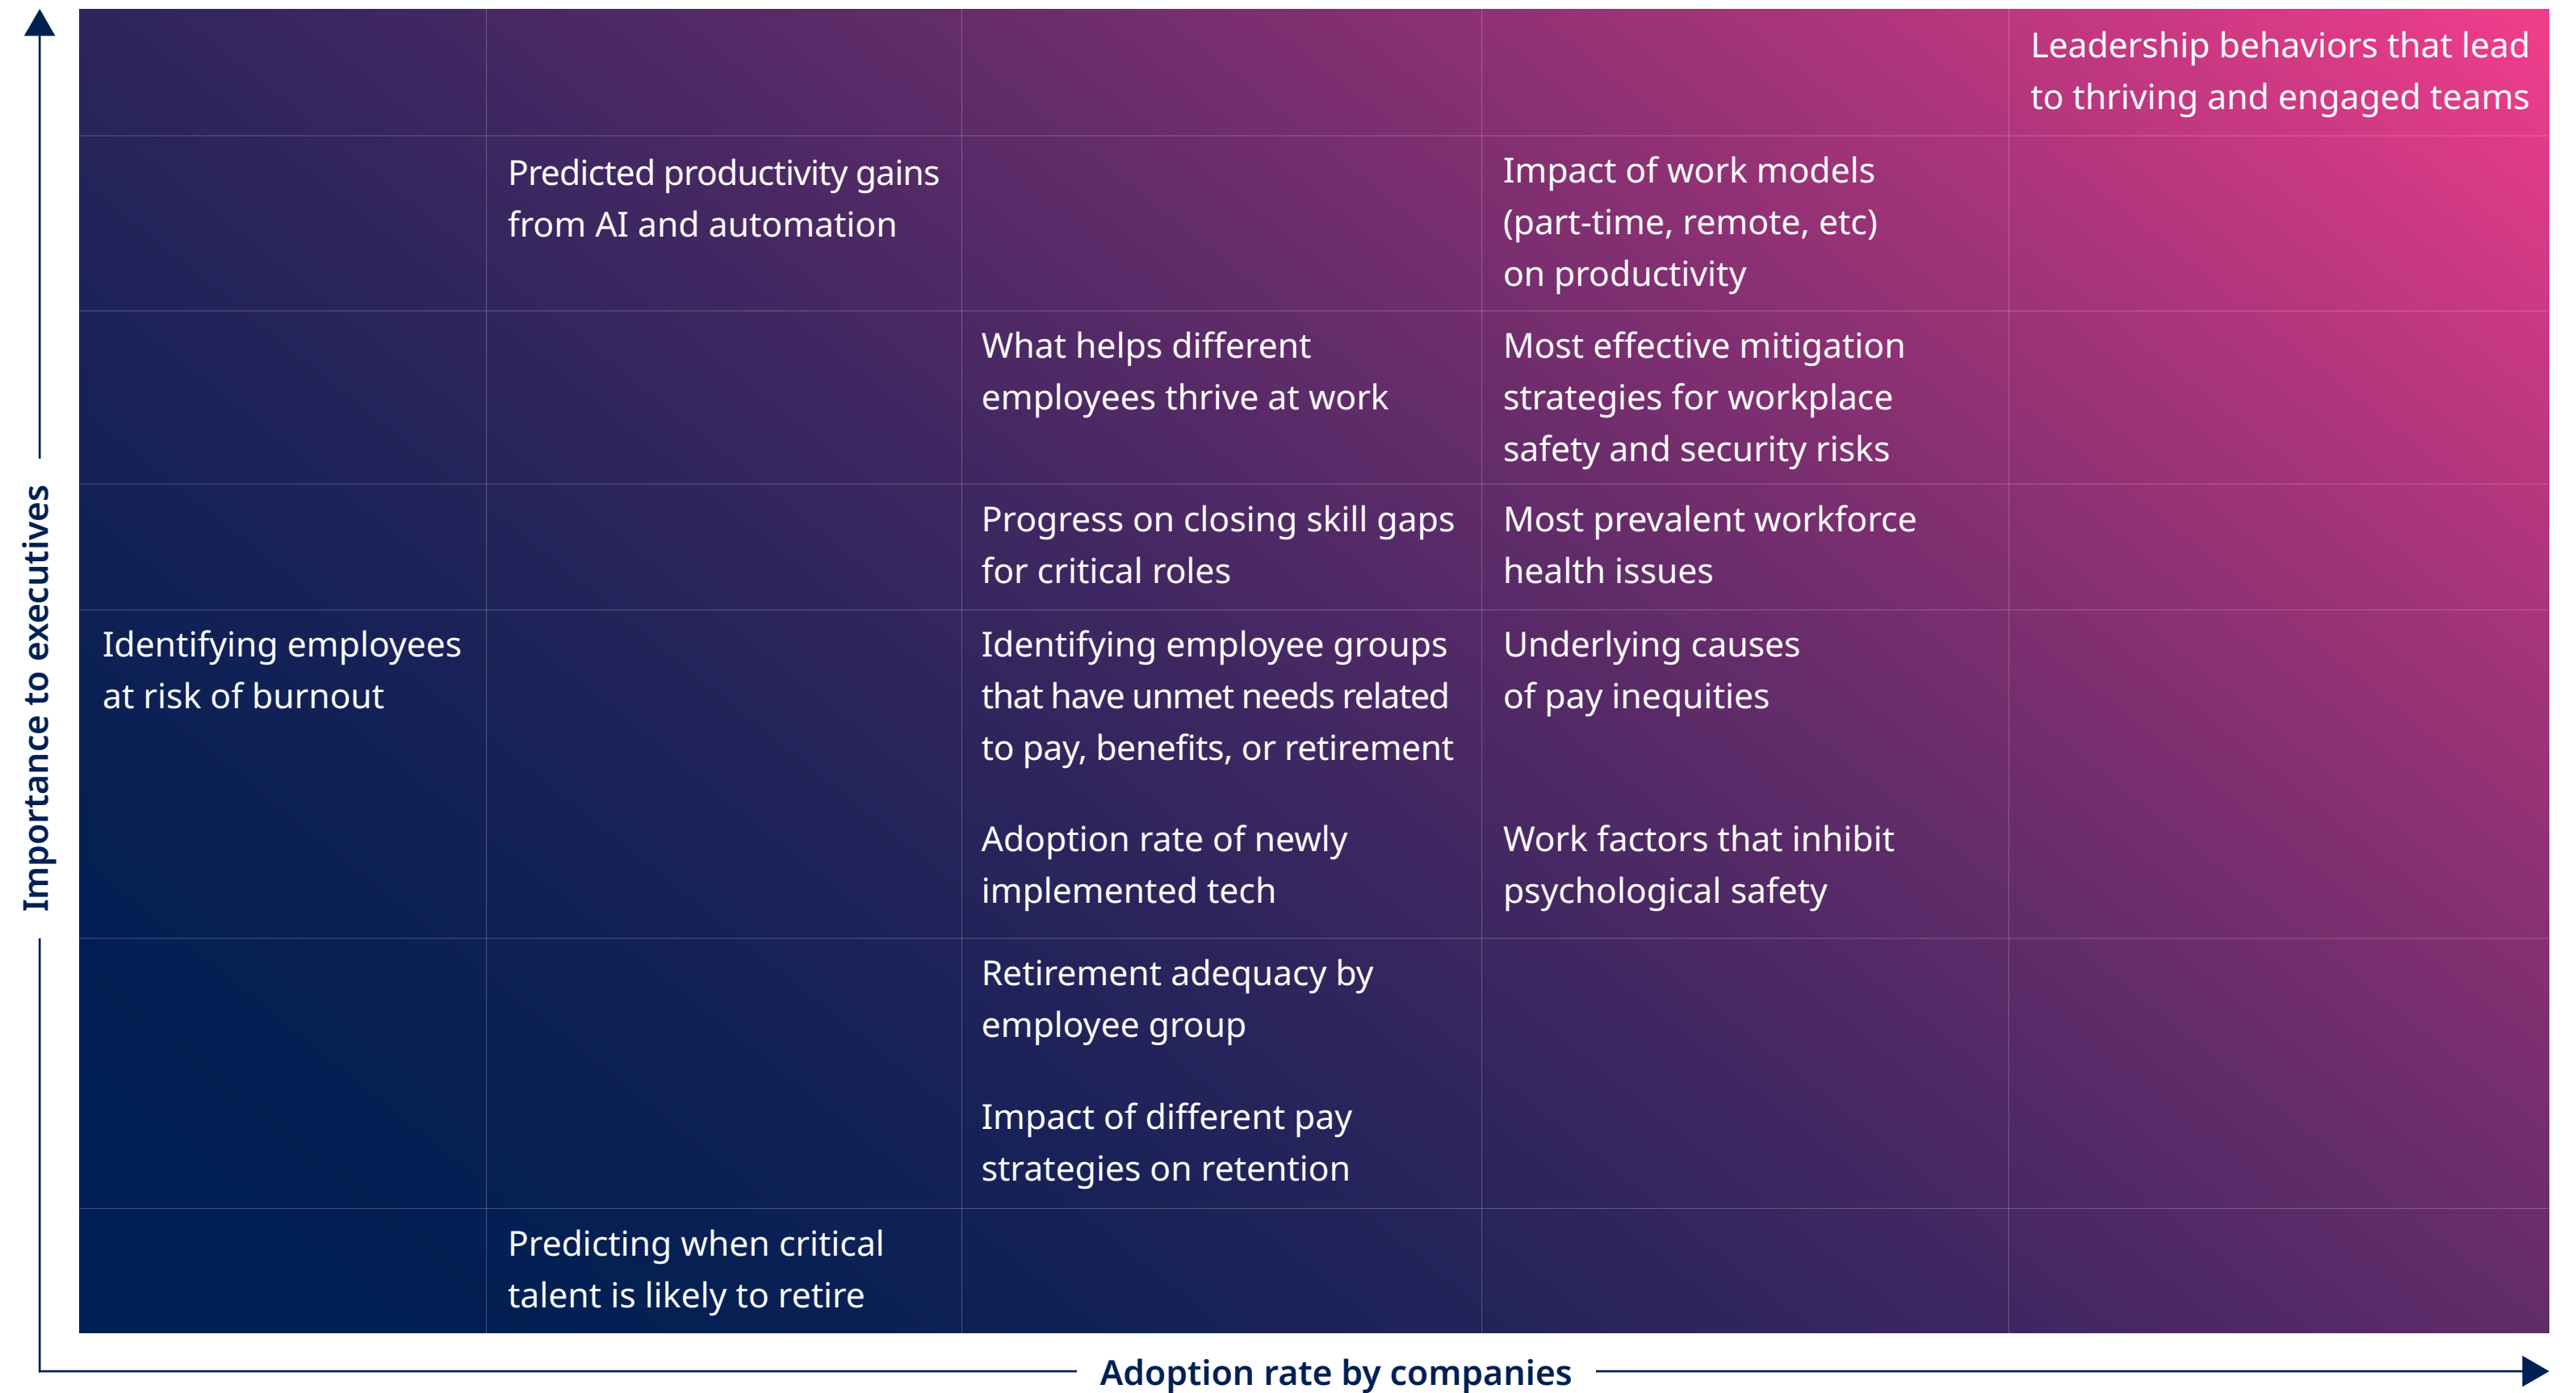 Leadership behaviors that lead
to thriving and engaged teams
Predicted productivity gains
from AI and automation
Impact of work models
(part-time, remote, etc)
on productivity
What helps different
employees thrive at work
Most effective mitigation
strategies for workplace
safety and security risks
Progress on closing skill gaps
for critical roles
Most prevalent workforce
health issues
Identifying employees
at risk of burnout
Identifying employee groups
that have unmet needs related
to pay, benefits, or retirement
Underlying causes
of pay inequities
Adoption rate of newly
implemented tech
Work factors that inhibit
psychological safety
Retirement adequacy by
employee group
Impact of different pay
strategies on retention
Predicting when critical
talent is likely to retire
Importance to executives
Adoption rate by companies